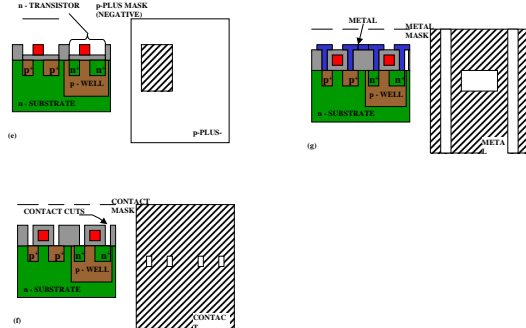 n - TRANSISTOR
p-PLUS MASK
(NEGATIVE)
p+ p+ n+ n+
p - WELL
n - SUBSTRATE
p-PLUS-
(e)
METAL
METAL
MASK
p+ p+ n+ n+
p - WELL
n - SUBSTRATE
META
L
(g)
CONTACT CUTS
CONTACT
MASK
p+ p+ n+ n+
p - WELL
n - SUBSTRATE
CONTAC
T
(f)